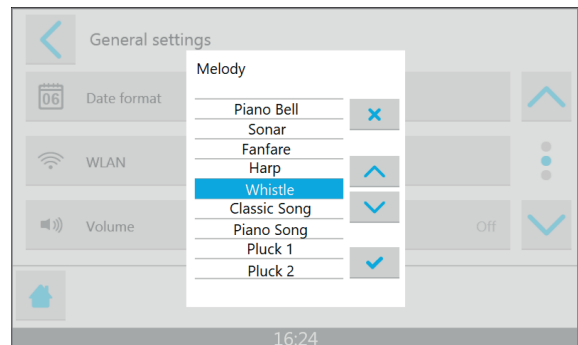 General settings
Melody
06
Date format
Piano Bell
Sonar
Fanfare
Harp
WLAN
Whistle
Classic Song
Volume
Off
Piano Song
Pluck 1
Pluck 2
16:24